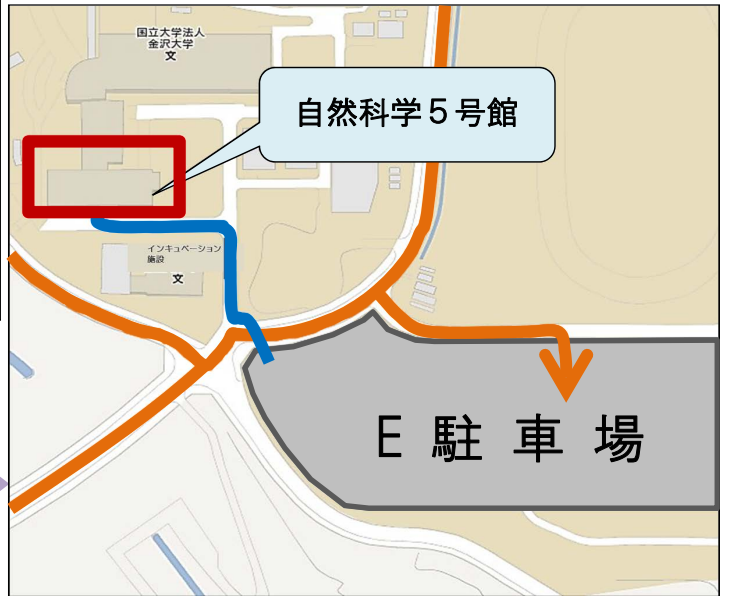 国立大学法人
金沢大学
文
自然科学５号館
インキュベーション
施設
文
E 駐 車 場